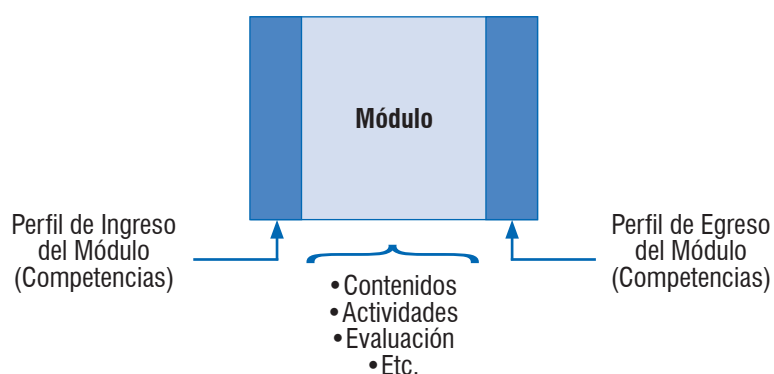 Módulo
Perfil de Ingreso
del Módulo
(Competencias)
•Contenidos
•Actividades
•Evaluación
•Etc.
Perfil de Egreso
del Módulo
(Competencias)